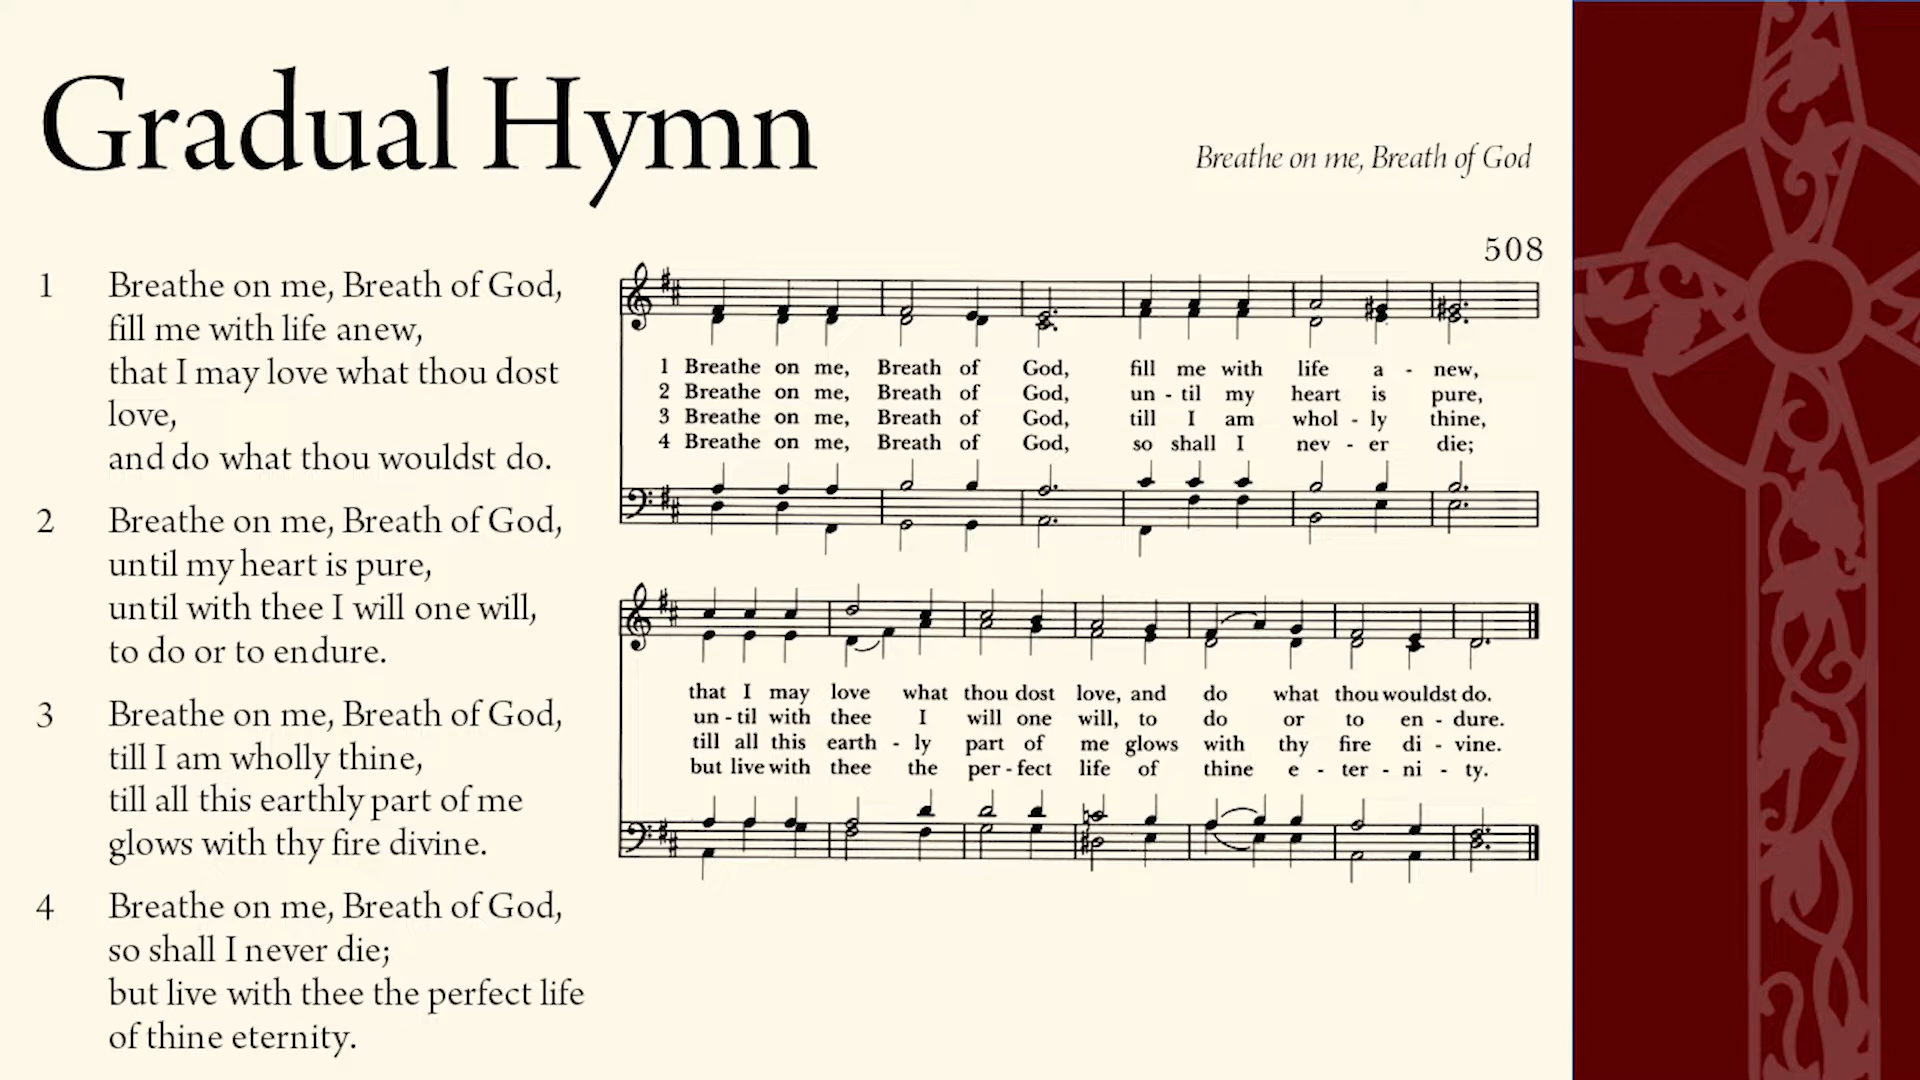 Gradual Hymn
Breathe on me, Breath of God
508
1 Breathe on me, Breath of God,
fill me with life anew,
that I may love what thou dost
love,
and do what thou wouldst do.
2 Breathe on me, Breath of God,
until my heart is pure,
until with thee I will one will,
to do or to endure.
3 Breathe on me, Breath of God,
till I am wholly thine,
till all this earthly part of me
glows with thy fire divine.
4 Breathe on me, Breath of God,
so shall I never die;
but live with thee the perfect life
of thine eternity.
1 Breathe on me, Breath of God, fill me with life a - new,
2 Breathe on me, Breath of God, un - til my heart is pure,
3 Breathe on me, Breath of God, till I am whol - ly thine,
4 Breathe on me, Breath of God, so shall I nev - er die;
that I may love what thou dost love, and do what thou wouldst do.
un - til with thee I will one will, to do or to en - dure.
till all this earth - ly part of me glows with thy fire di - vine.
but live with thee the per - fect life of thine e - ter - ni - ty.